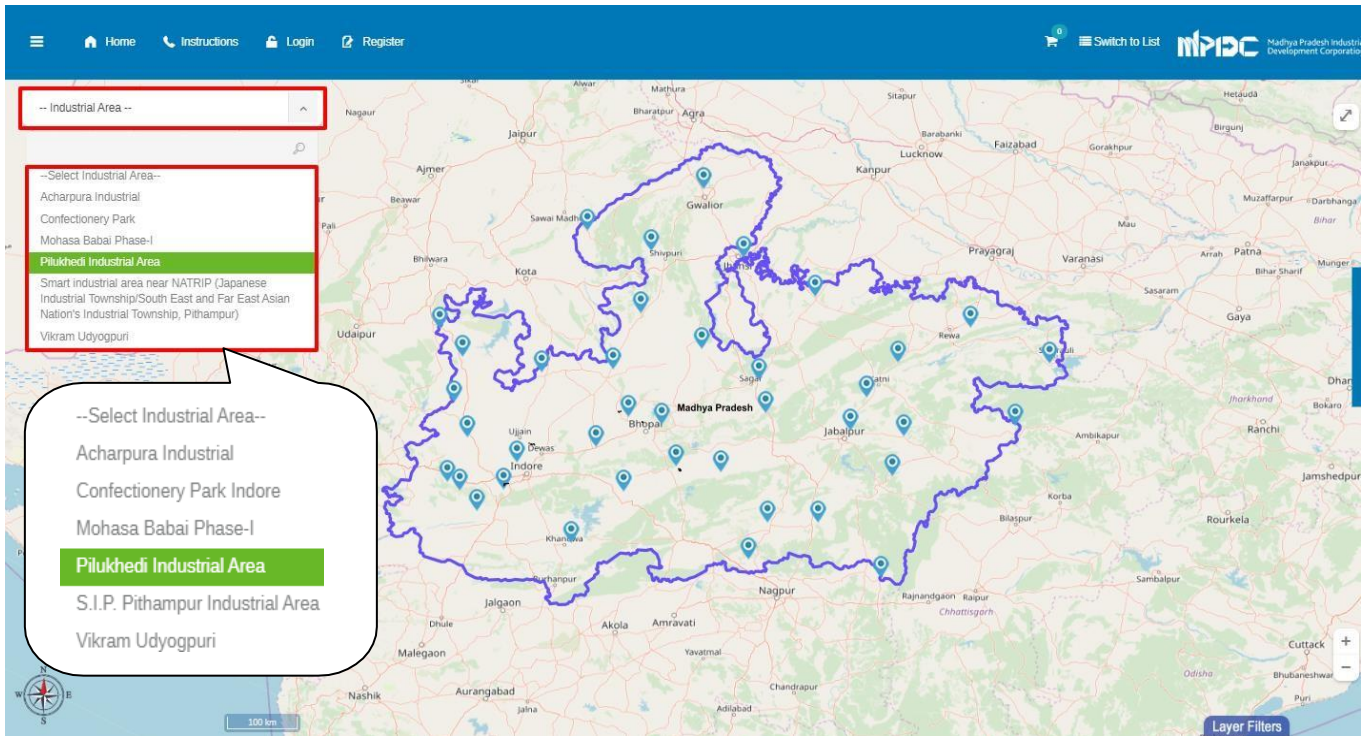 Home
Instructions
Login
Register
0
Switch to List
MPIDC
Madhya Pradesh Industria
Development Corporatio
-- Industrial Area --
--Select Industrial Area--
Acharpura Industrial
Confectionery Park
Mohasa Babai Phase-I
Pilukhedi Industrial Area
Smart industrial area near NATRIP (Japanese
Industrial Township/South East and Far East Asian
Nation's Industrial Township, Pithampur)
Vikram Udyogpuri
--Select Industrial Area--
Acharpura Industrial
Confectionery Park Indore
Mohasa Babai Phase-I
Pilukhedi Industrial Area
S.I.P. Pithampur Industrial Area
Vikram Udyogpuri
Alwar
Mathura
Sitapur
Hetauda
Nagaur
Bharatpur
Agra
Jaipur
Barabanki
Lucknow
Faizabad
Gorakhpur
Birgunj
Janakpur
Ajmer
Kanpur
Beawar
Gwalior
Muzaffarpur
Darbhanga
Pali
Sawai Madh
Mau
Bihar
Bhilwara
Kota
Shivpuri
Prayagraj
Varanasi
Arrah
Patna
Bihar Sharif
Munger
Sasaram
Gaya
Udaipur
Rewa
Sagar
Dhan
Madhya Pradesh
Jharkhand
Bokaro
Ujjain
Bhopal
Jabalpur
Ambikapur
Ranchi
Dewas
Indore
Jamshedpur
Korba
Bilaspur
Rourkela
Khandwa
Burhanpur
Nagpur
Sambalpur
Jalgaon
Rajnandgaon
Raipur
Chhattisgarh
Dhule
Akola
Amravati
Malegaon
Yavatmal
Cuttack
Odisha
Bhubaneshwar
Nashik
Aurangabad
Chandrapur
Puri
Jalna
Adilabad
N
W
E
S
100 km
+
−
Layer Filters